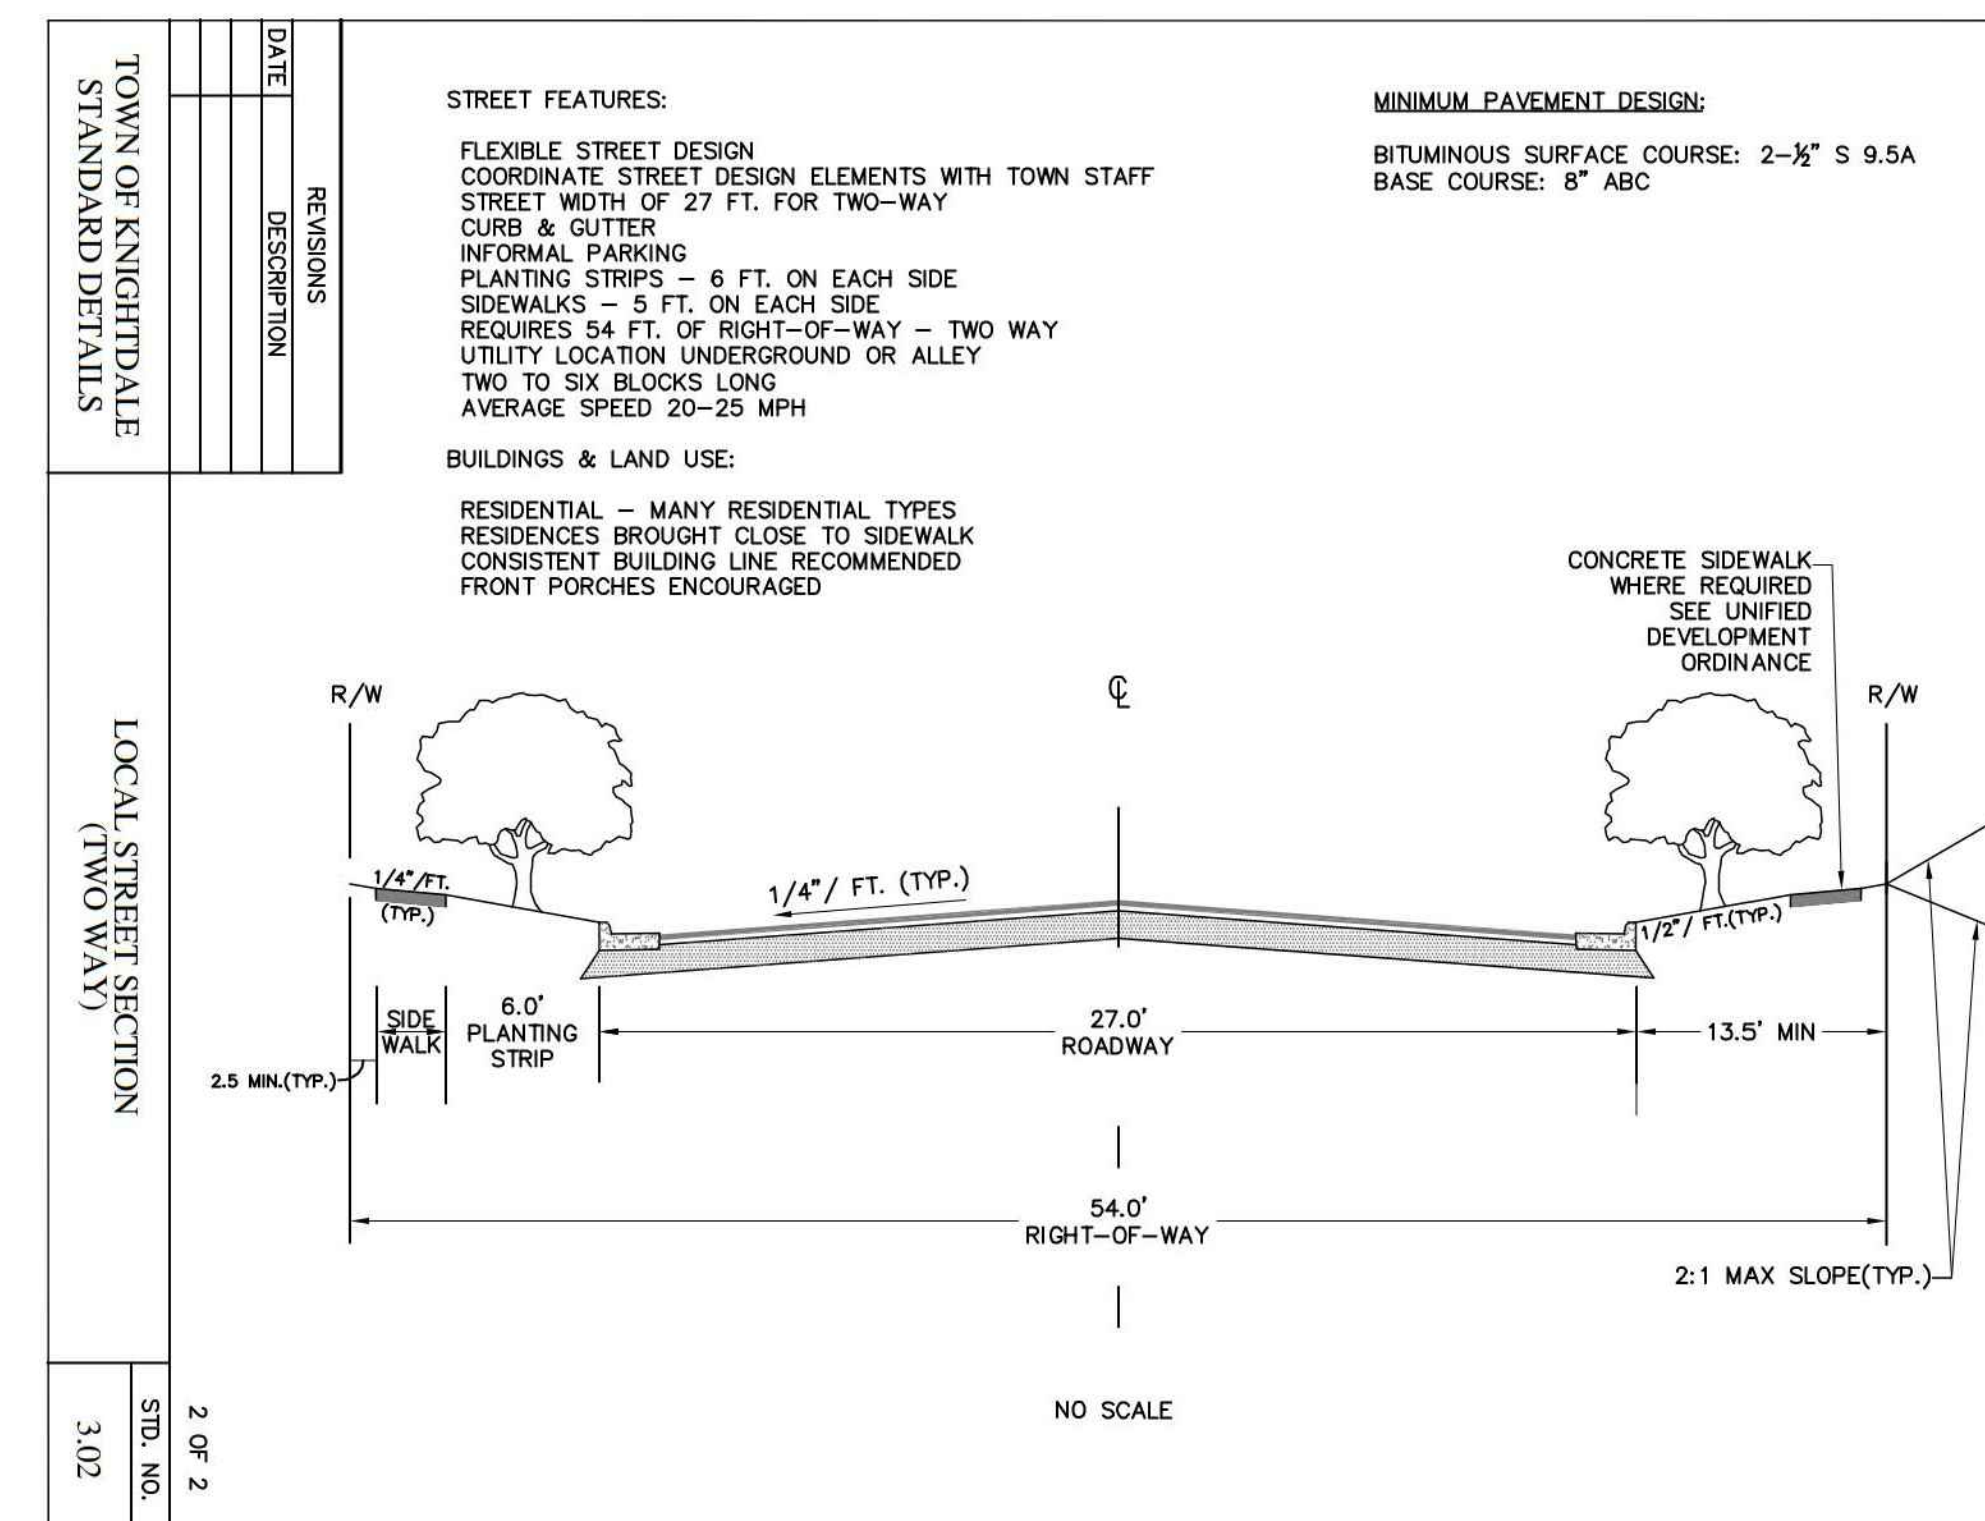 STREET FEATURES:
FLEXIBLE STREET DESIGN
COORDINATE STREET DESIGN ELEMENTS WITH TOWN STAFF
STREET WIDTH OF 27 FT. FOR TWO–WAY
CURB & GUTTER
INFORMAL PARKING
PLANTING STRIPS – 6 FT. ON EACH SIDE
SIDEWALKS – 5 FT. ON EACH SIDE
REQUIRES 54 FT. OF RIGHT–OF–WAY – TWO WAY
UTILITY LOCATION UNDERGROUND OR ALLEY
TWO TO SIX BLOCKS LONG
AVERAGE SPEED 20–25 MPH
BUILDINGS & LAND USE:
RESIDENTIAL – MANY RESIDENTIAL TYPES
RESIDENCES BROUGHT CLOSE TO SIDEWALK
CONSISTENT BUILDING LINE RECOMMENDED
FRONT PORCHES ENCOURAGED
MINIMUM PAVEMENT DESIGN:
BITUMINOUS SURFACE COURSE: 2–½" S 9.5A
BASE COURSE: 8" ABC
CONCRETE SIDEWALK
WHERE REQUIRED
SEE UNIFIED
DEVELOPMENT
ORDINANCE
R/W
℄
R/W
1/4"/FT.
(TYP.)
1/4"/ FT. (TYP.)
1/2"/ FT.(TYP.)
SIDE
WALK
6.0'
PLANTING
STRIP
27.0'
ROADWAY
13.5' MIN
2.5 MIN.(TYP.)
54.0'
RIGHT–OF–WAY
2:1 MAX SLOPE(TYP.)
NO SCALE
REVISIONS
DATE
DESCRIPTION
TOWN OF KNIGHTDALE
STANDARD DETAILS
LOCAL STREET SECTION
(TWO WAY)
2 OF 2
STD. NO.
3.02